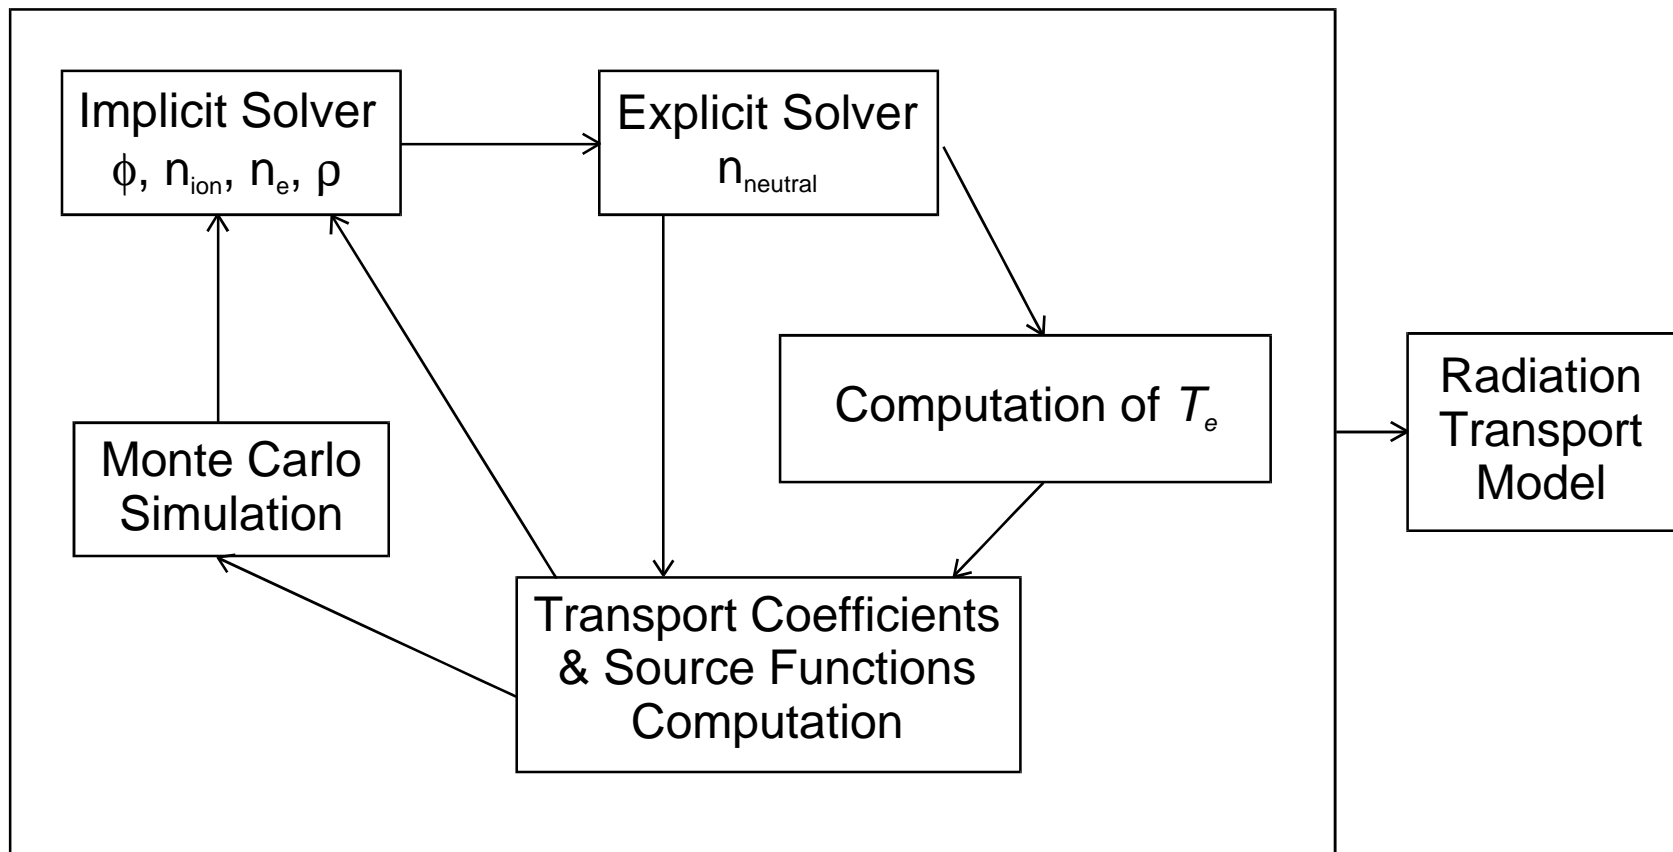 Implicit Solver
ϕ, n_ion, n_e, ρ
Explicit Solver
n_neutral
Computation of T_e
Radiation
Transport
Model
Monte Carlo
Simulation
Transport Coefficients
& Source Functions
Computation